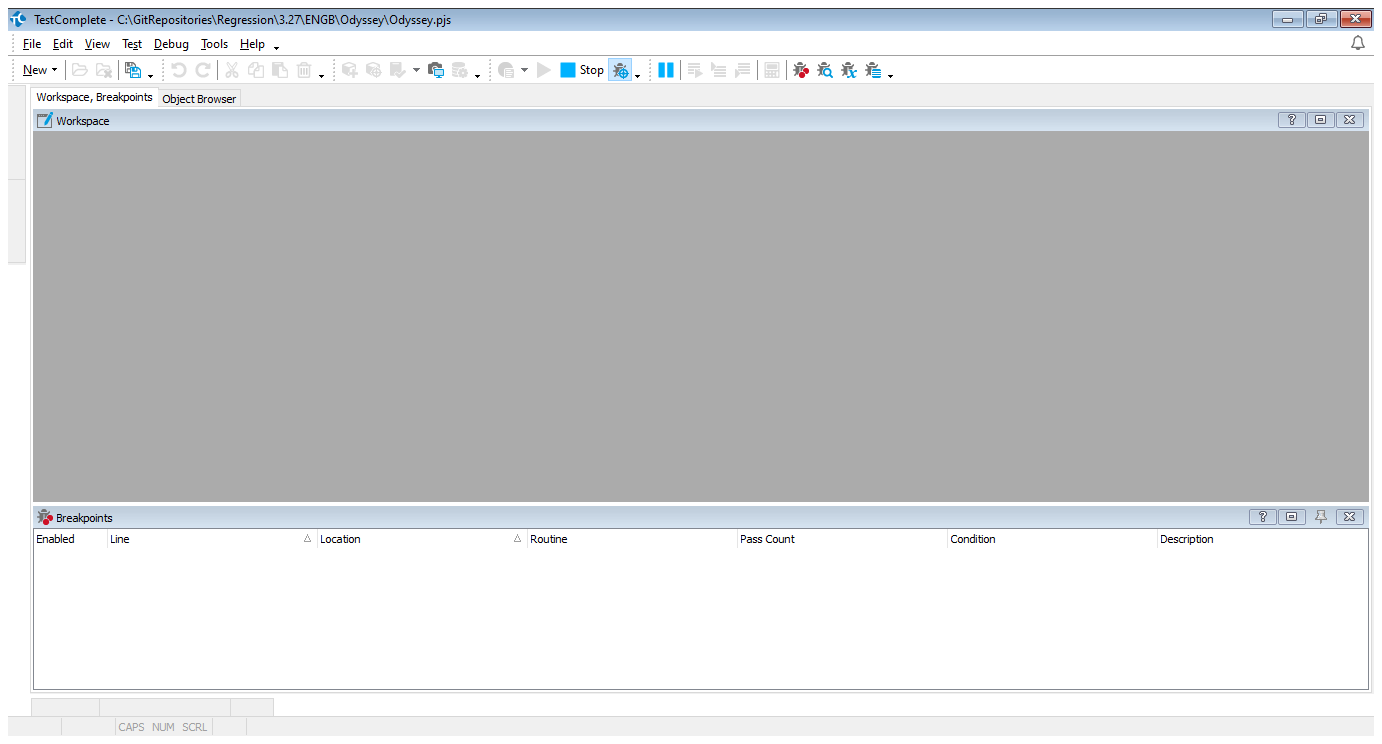 TestComplete - C:\GitRepositories\Regression\3.27\ENGB\Odyssey\Odyssey.pjs
File Edit View Test Debug Tools Help
New Stop
Workspace, Breakpoints Object Browser
Workspace
Breakpoints
Enabled Line Location Routine Pass Count Condition Description
CAPS NUM SCRL